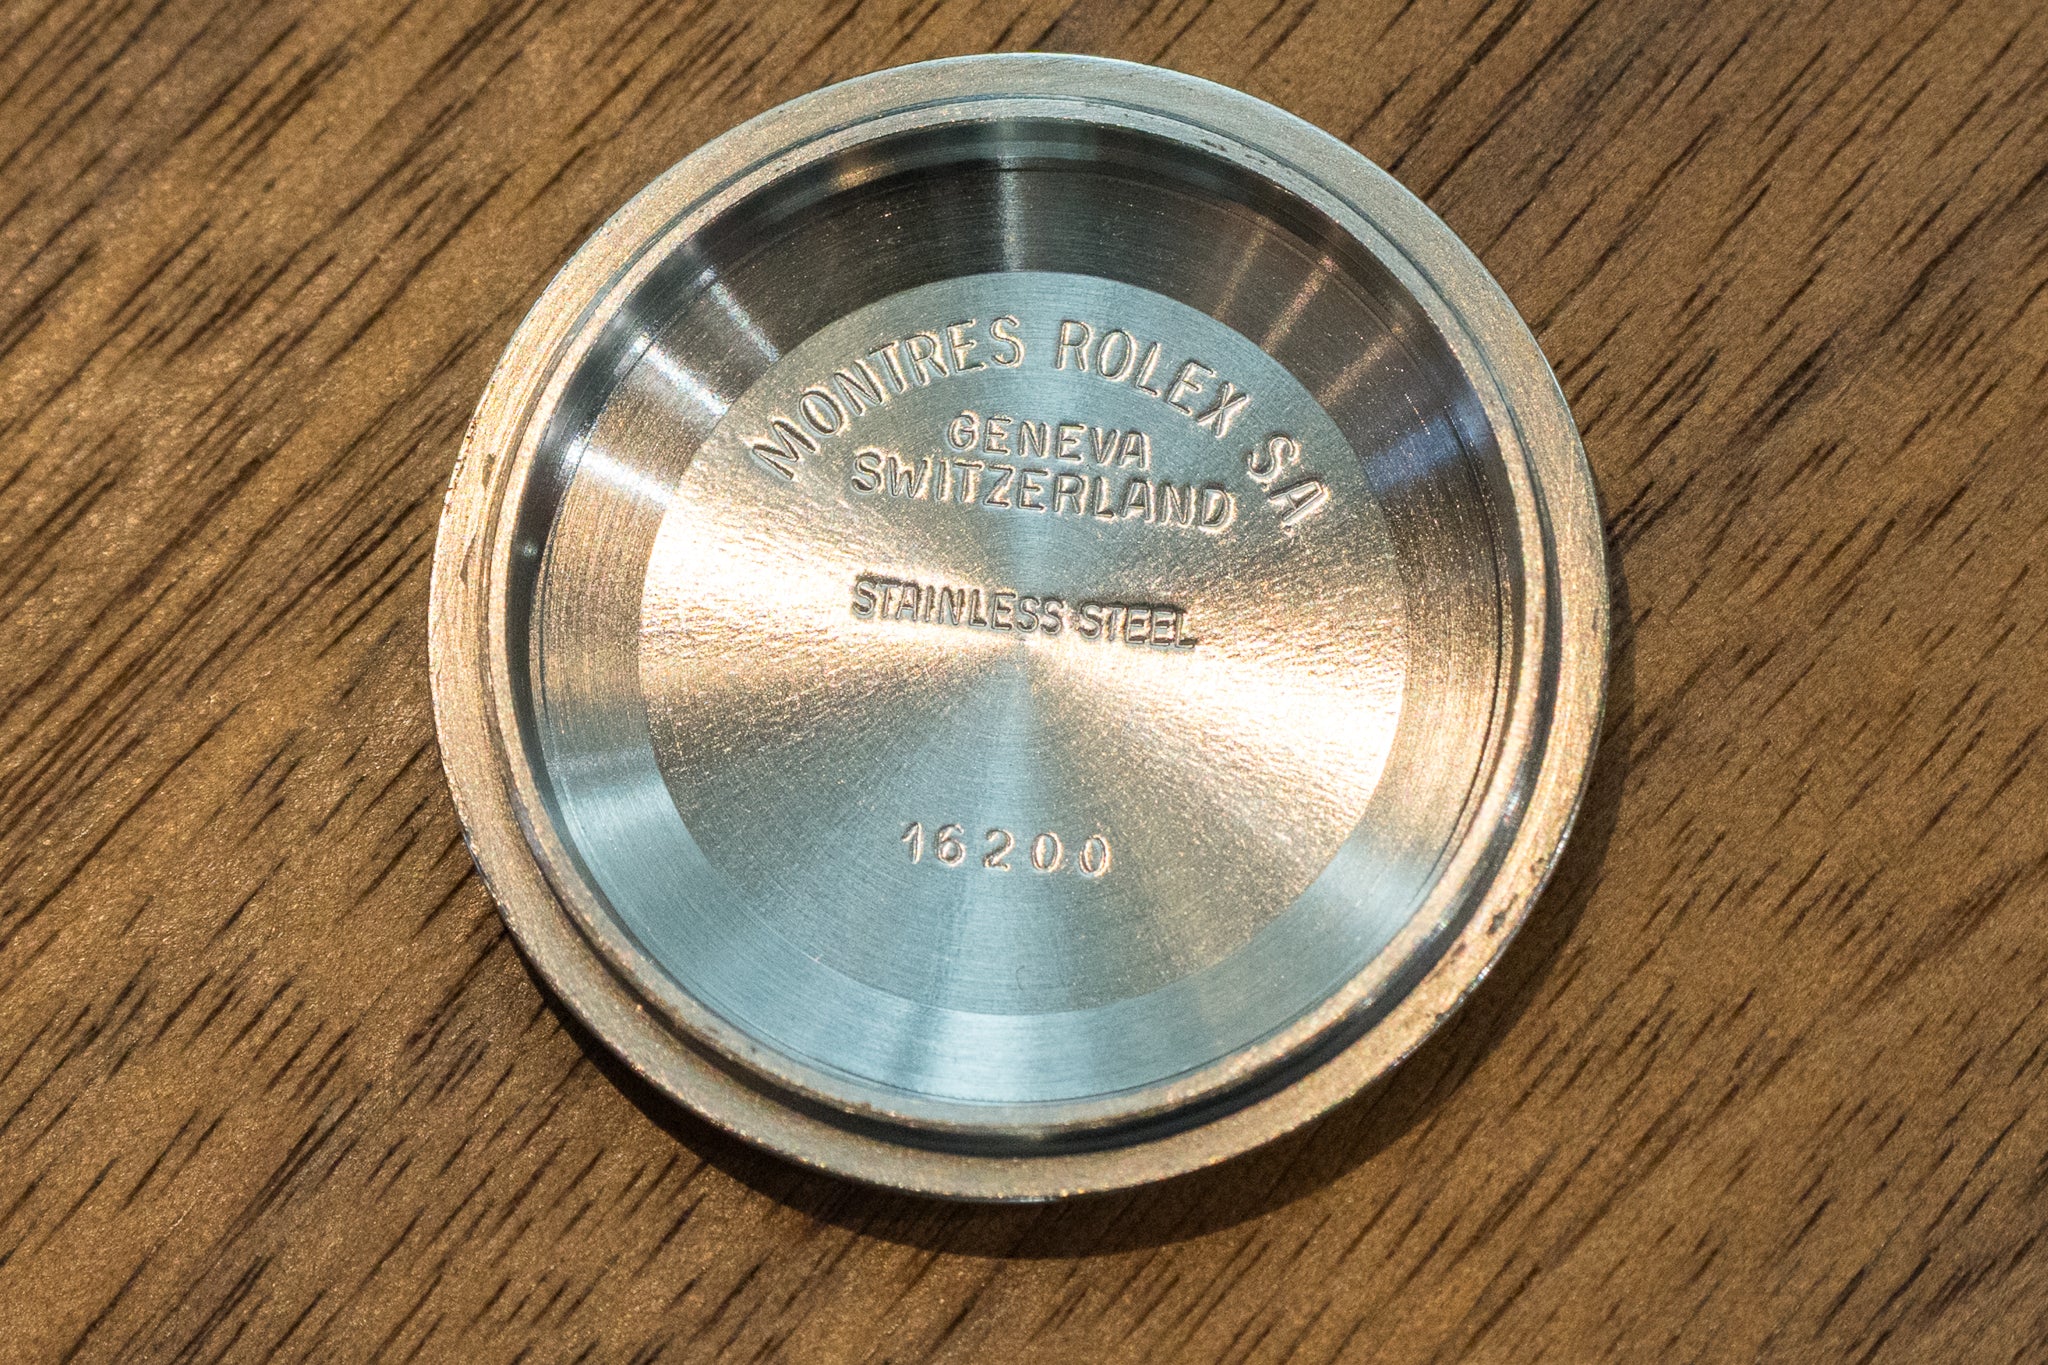 MONTRES ROLEX S.A.
GENEVA
SWITZERLAND
STAINLESS STEEL
16200